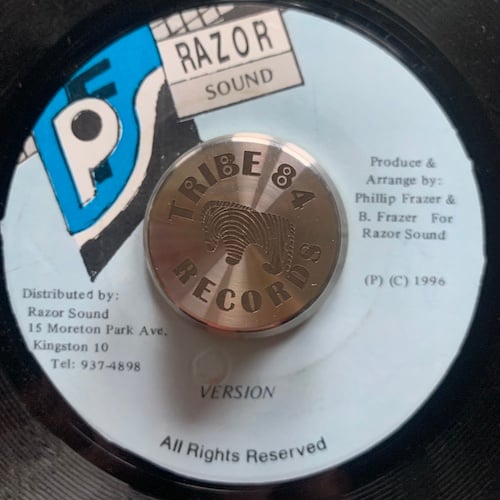 RAZOR
SOUND
PFS
TRIBE 84
RECORDS
Produce &
Arrange by:
Phillip Frazer &
B. Frazer For
Razor Sound
(P) (C) 1996
Distributed by:
Razor Sound
15 Moreton Park Ave.
Kingston 10
Tel: 937-4898
VERSION
All Rights Reserved